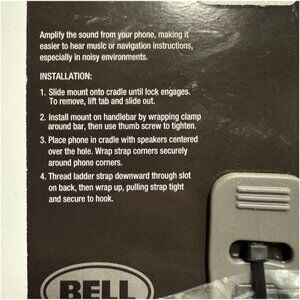 Amplify the sound from your phone, making it
easier to hear music or navigation instructions,
especially in noisy environments.
INSTALLATION:
1. Slide mount onto cradle until lock engages.
To remove, lift tab and slide out.
2. Install mount on handlebar by wrapping clamp
around bar, then use thumb screw to tighten.
3. Place phone in cradle with speakers centered
over the hole. Wrap strap corners securely
around phone corners.
4. Thread ladder strap downward through slot
on back, then wrap up, pulling strap tight
and secure to hook.
BELL